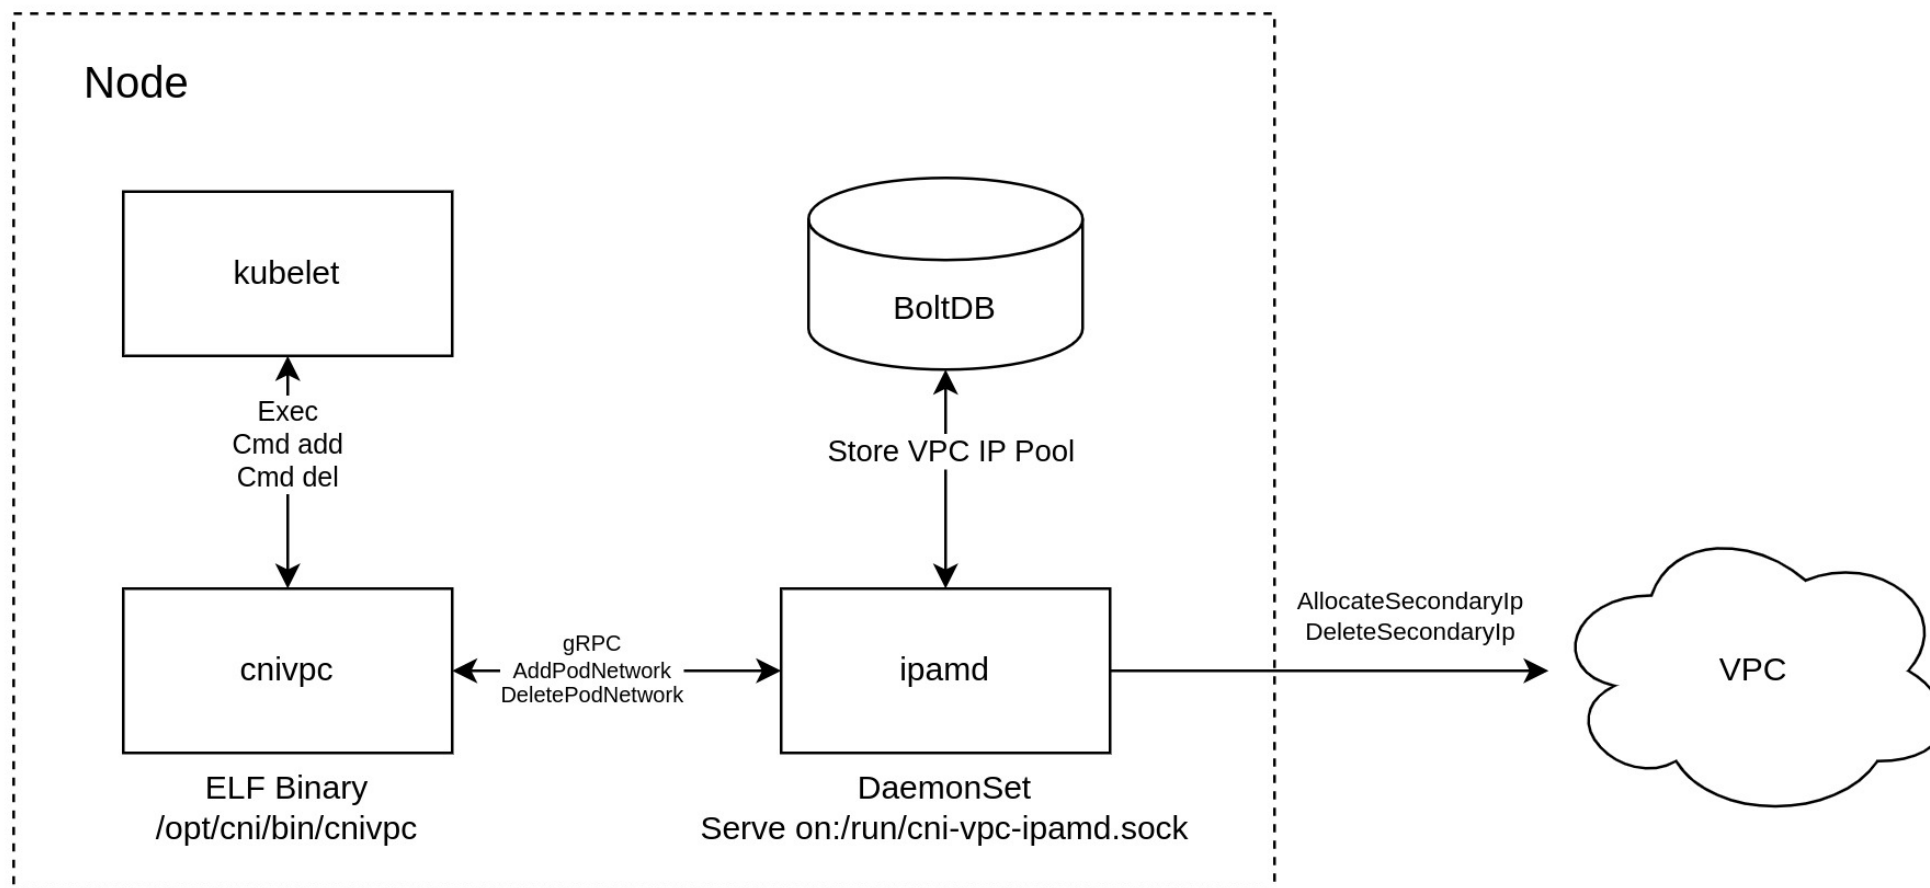 Node
kubelet
BoltDB
Exec
Cmd add
Cmd del
Store VPC IP Pool
cnivpc
gRPC
AddPodNetwork
DeletePodNetwork
ipamd
AllocateSecondaryIp
DeleteSecondaryIp
VPC
ELF Binary
/opt/cni/bin/cnivpc
DaemonSet
Serve on:/run/cni-vpc-ipamd.sock